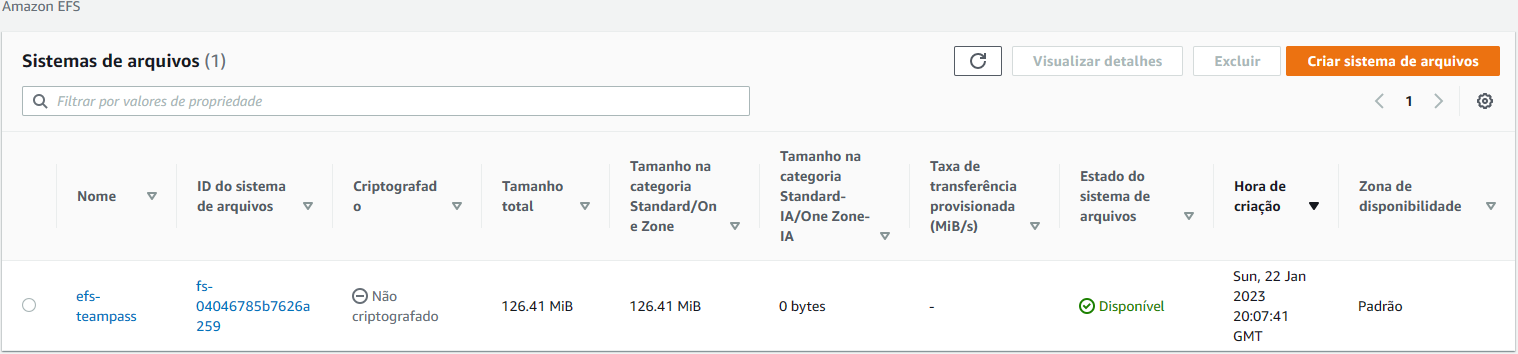 Amazon EFS
Sistemas de arquivos (1)
Visualizar detalhes
Excluir
Criar sistema de arquivos
Filtrar por valores de propriedade
1
Nome
ID do sistema
de arquivos
Criptografad
o
Tamanho
total
Tamanho na
categoria
Standard/On
e Zone
Tamanho na
categoria
Standard-
IA/One Zone-
IA
Taxa de
transferência
provisionada
(MiB/s)
Estado do
sistema de
arquivos
Hora de
criação
Zona de
disponibilidade
efs-
teampass
fs-
04046785b7626a
259
Não
criptografado
126.41 MiB
126.41 MiB
0 bytes
-
Disponível
Sun, 22 Jan
2023
20:07:41
GMT
Padrão